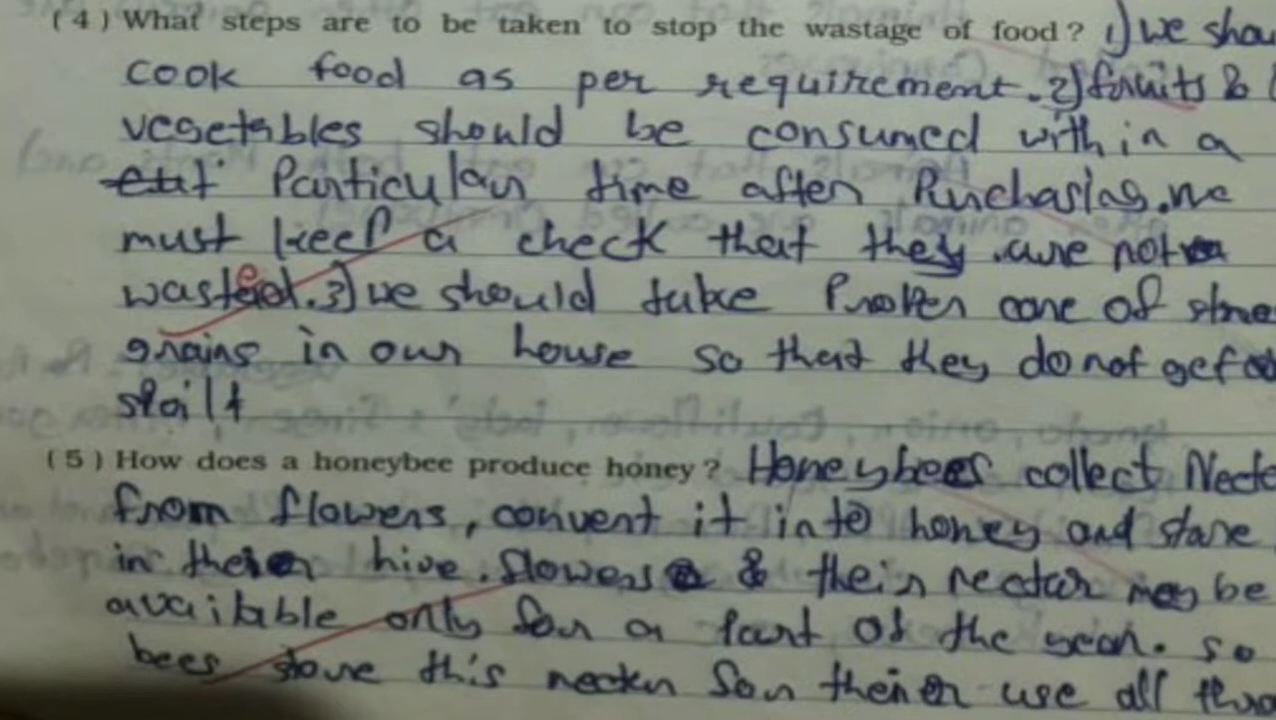 (4) What steps are to be taken to stop the wastage of food? 1) we shou
cook food as per requirement. 2) fruits &
vegetables should be consumed within a
particular time after Purchasing. we
must keep a check that they are not
wasted. 3) we should take Proper care of store
grains in our house so that they do not get
spoilt
(5) How does a honeybee produce honey? Honeybees collect Necta
from flowers, convert it into honey and store
in their hive. flowers & their nectar may be
available only for a part of the year. so
bees store this necter for their use all thro